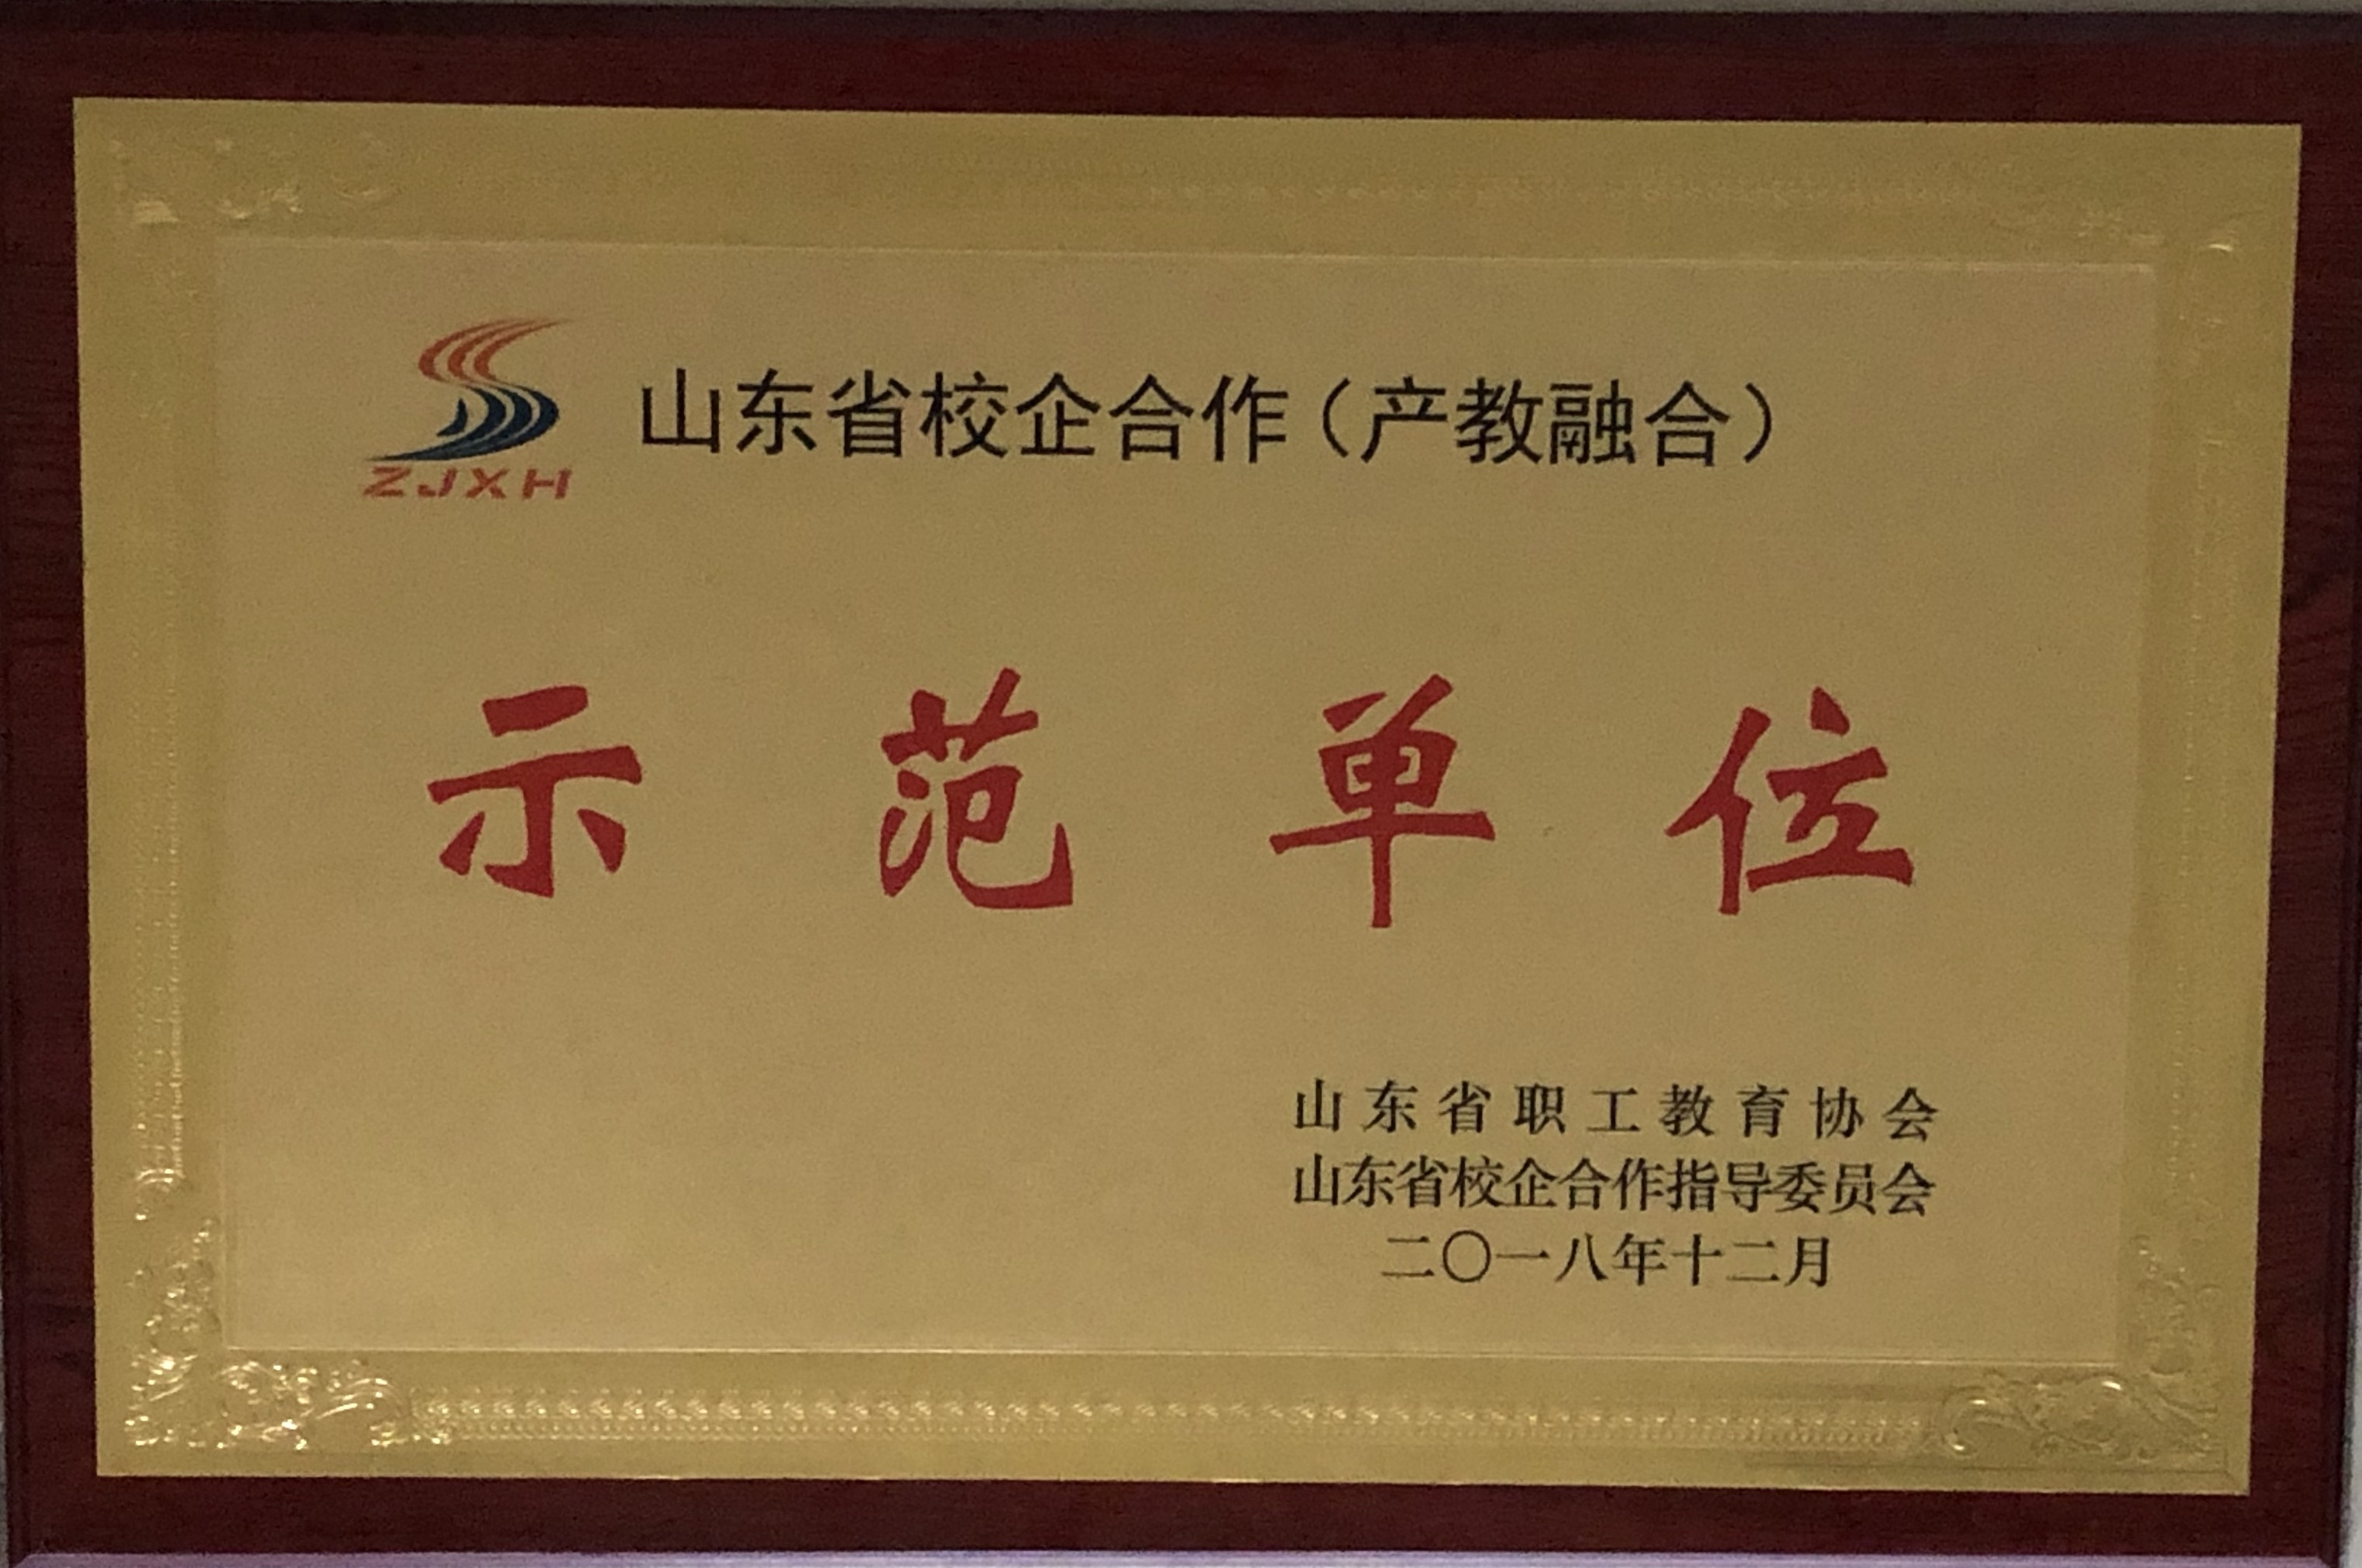 ZJXH
山东省校企合作（产教融合）
示范单位
山东省职工教育协会
山东省校企合作指导委员会
二〇一八年十二月